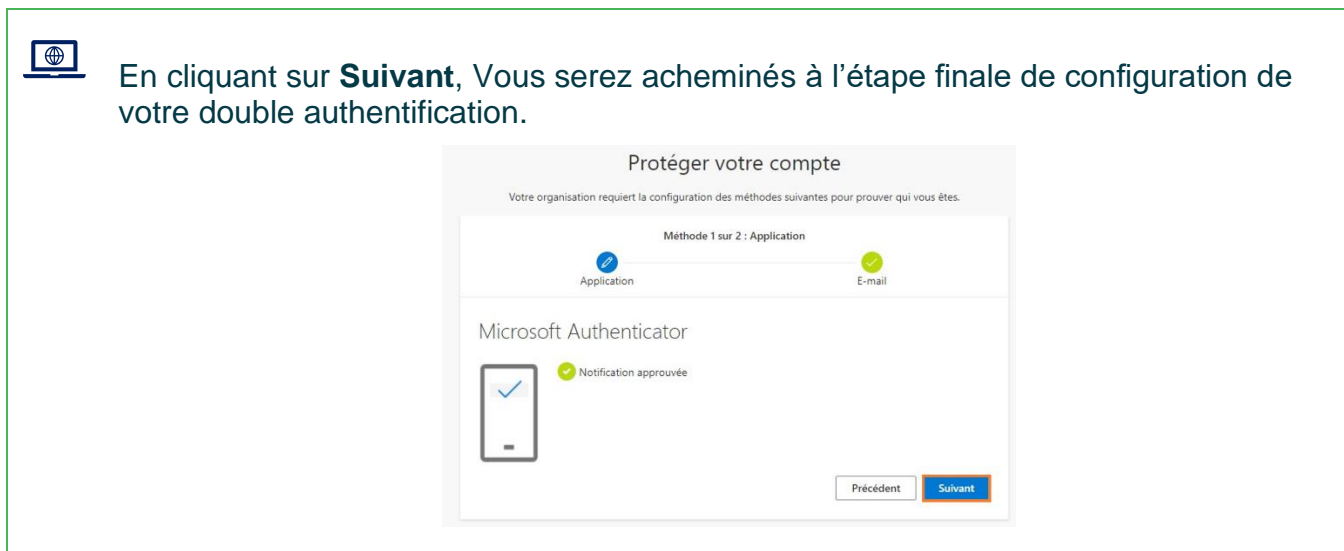 En cliquant sur Suivant, Vous serez acheminés à l’étape finale de configuration de
votre double authentification.
Protéger votre compte
Votre organisation requiert la configuration des méthodes suivantes pour prouver qui vous êtes.
Méthode 1 sur 2 : Application
Application
E-mail
Microsoft Authenticator
Notification approuvée
Précédent
Suivant